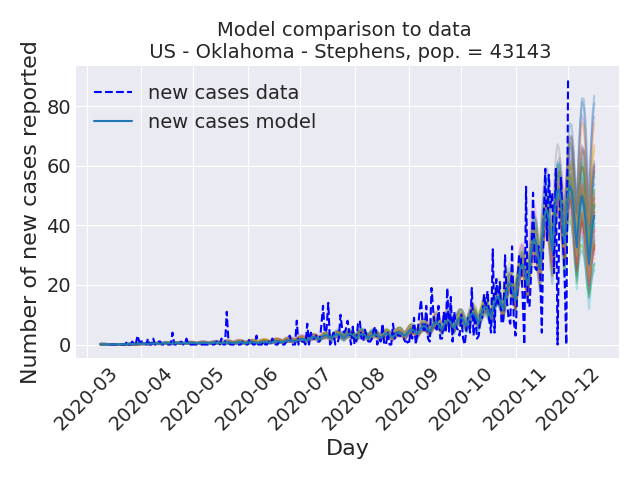 Model comparison to data
US - Oklahoma - Stephens, pop. = 43143
Number of new cases reported
80
60
40
20
0
new cases data
new cases model
2020-03
2020-04
2020-05
2020-06
2020-07
2020-08
2020-09
2020-10
2020-11
2020-12
Day